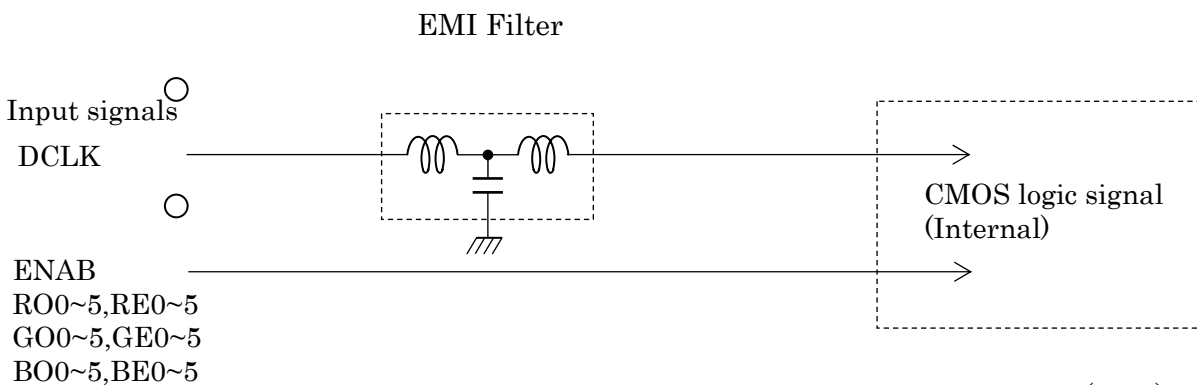 EMI Filter
Input signals
DCLK
CMOS logic signal
(Internal)
ENAB
RO0~5,RE0~5
GO0~5,GE0~5
BO0~5,BE0~5